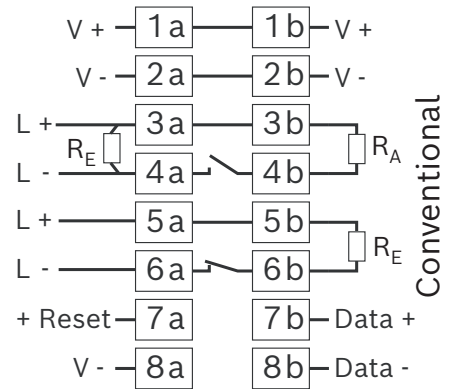 V + 1a 1b V +
V - 2a 2b V -
L + 3a 3b
R_E R_A
L - 4a 4b
L + 5a 5b
R_E
L - 6a 6b
+ Reset 7a 7b Data +
V - 8a 8b Data -
Conventional